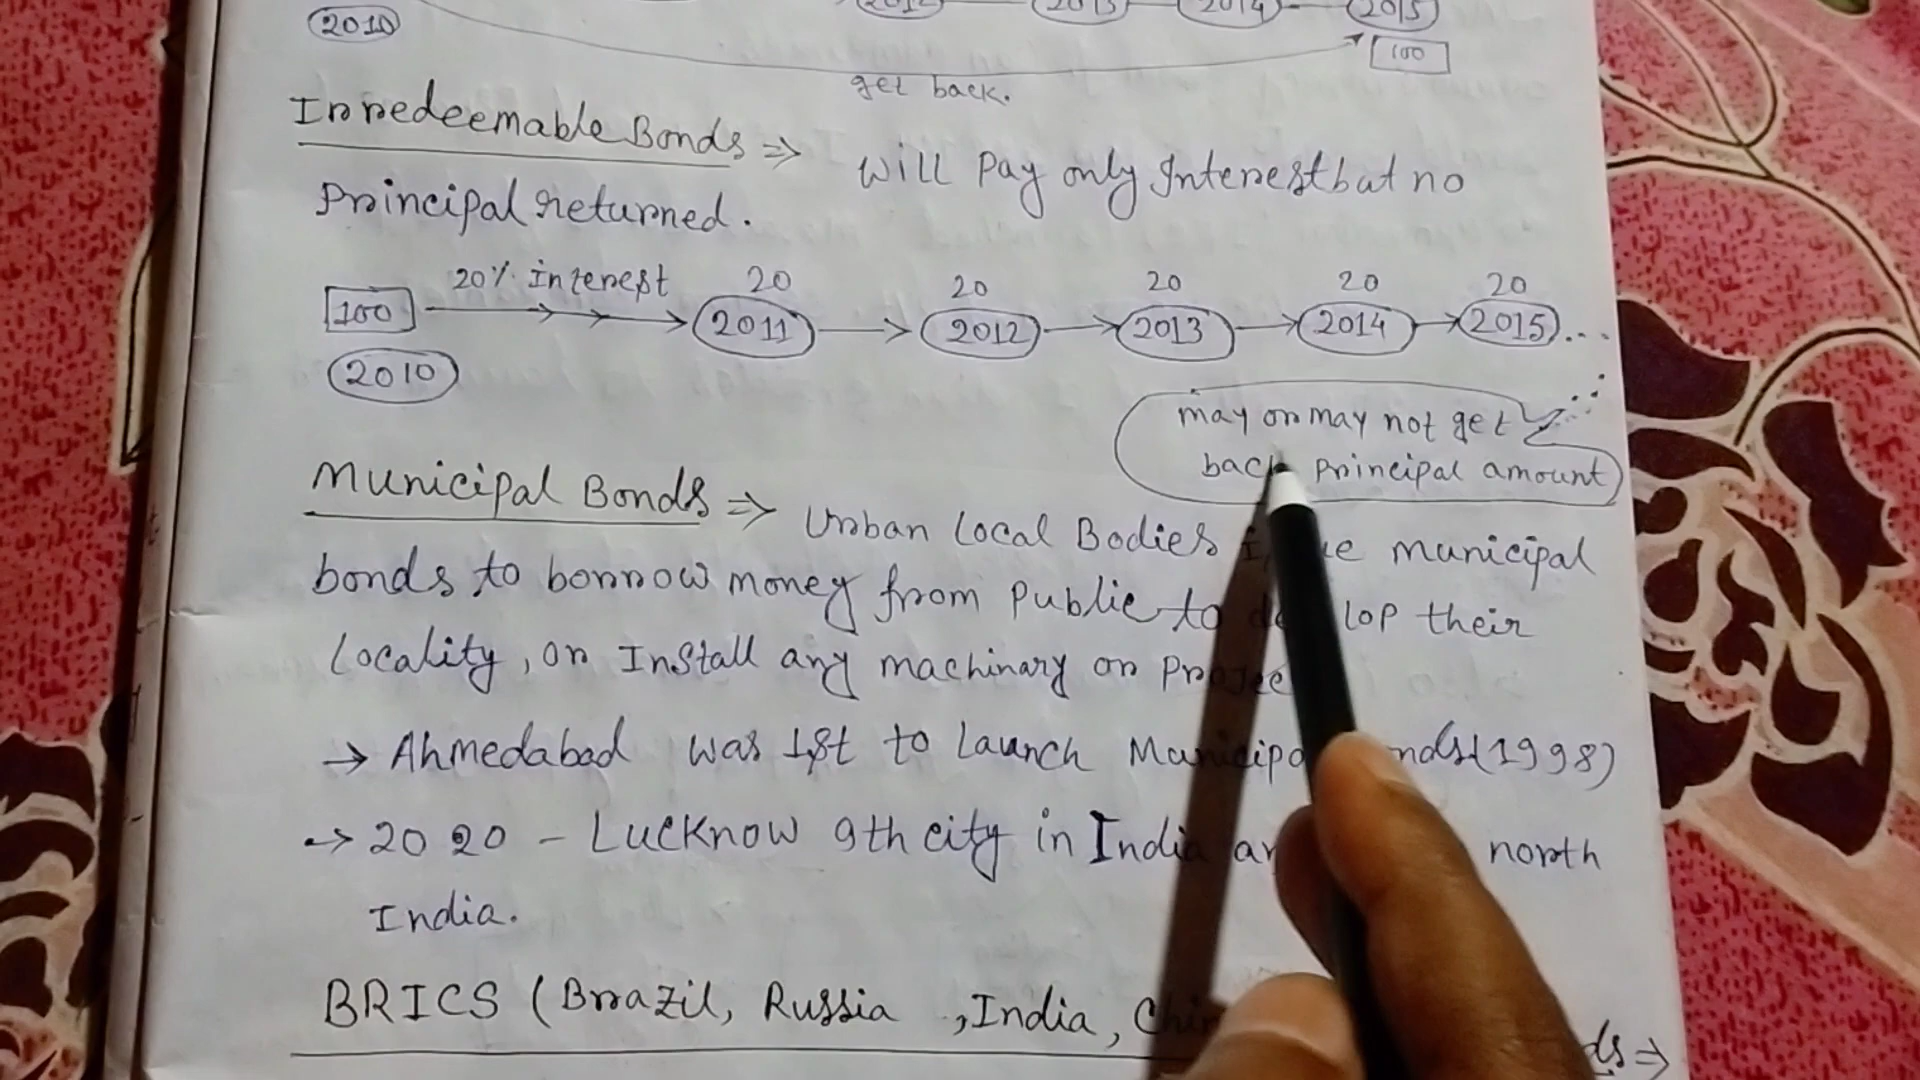 2010 2012 2013 2014 2015
100
get back.
Irredeemable Bonds ⇒ Will Pay only Interest but no
Principal returned.
20% Interest 20 20 20 20 20
100 → 2011 → 2012 → 2013 → 2014 → 2015...
2010
may or may not get
back principal amount
Municipal Bonds ⇒ Urban Local Bodies municipal
bonds to borrow money from Public to their
Locality, or Install any machinary or
→ Ahmedabad was 1st to Launch (1998)
→ 2020 - Lucknow 9th city in India north
India.
BRICS (Brazil, Russia, India,